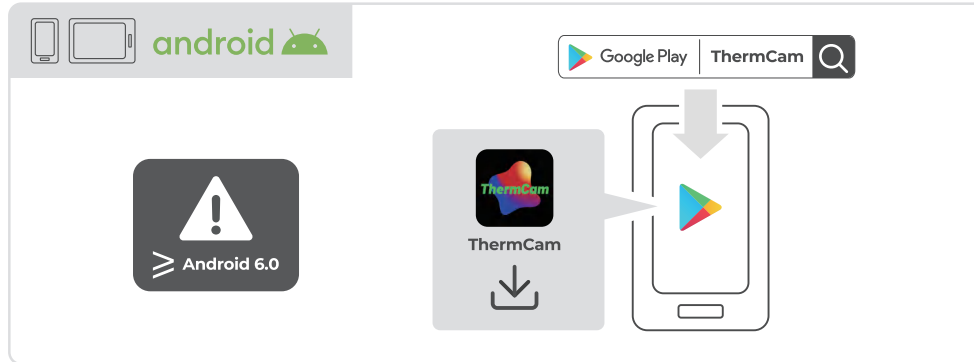 android
Google Play
ThermCam
ThermCam
ThermCam
⩾ Android 6.0